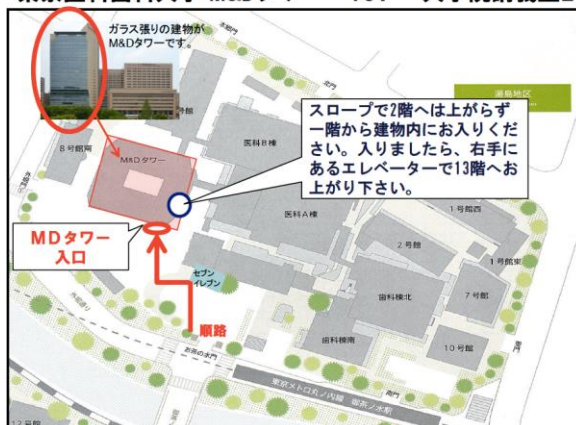 ガラス張りの建物が
M&Dタワーです。
湯島地区
スロープで2階へは上がらず
一階から建物内にお入りくだ
さい。入りましたら、右手に
あるエレベーターで13階へお
上がり下さい。
8号館南
M&Dタワー
医科B棟
医科A棟
MDタワー
入口
セブン
イレブン
順路
1号館西
2号館
1号館東
歯科棟北
7号館
歯科棟南
10号館
お茶の水門
東京メトロ丸ノ内線 御茶ノ水駅